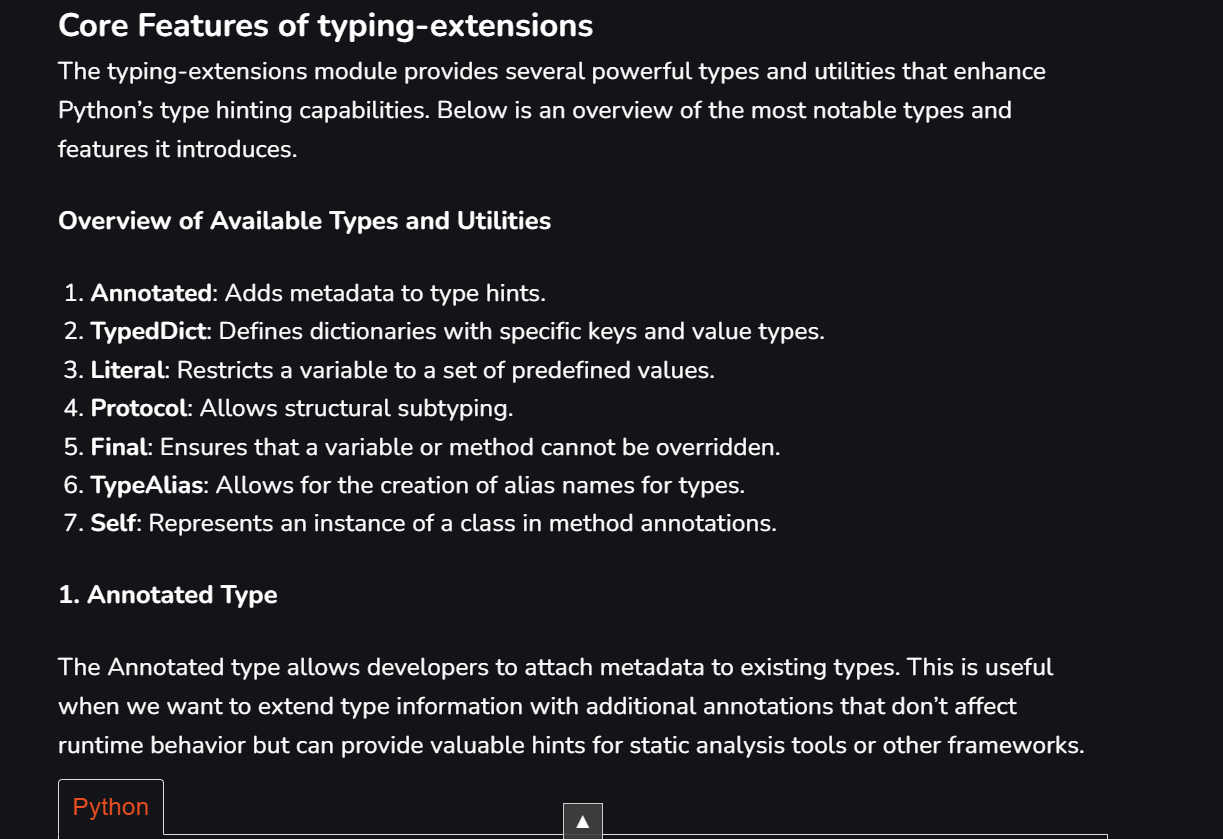 Core Features of typing-extensions
The typing-extensions module provides several powerful types and utilities that enhance
Python’s type hinting capabilities. Below is an overview of the most notable types and
features it introduces.
Overview of Available Types and Utilities
1. Annotated: Adds metadata to type hints.
2. TypedDict: Defines dictionaries with specific keys and value types.
3. Literal: Restricts a variable to a set of predefined values.
4. Protocol: Allows structural subtyping.
5. Final: Ensures that a variable or method cannot be overridden.
6. TypeAlias: Allows for the creation of alias names for types.
7. Self: Represents an instance of a class in method annotations.
1. Annotated Type
The Annotated type allows developers to attach metadata to existing types. This is useful
when we want to extend type information with additional annotations that don’t affect
runtime behavior but can provide valuable hints for static analysis tools or other frameworks.
Python